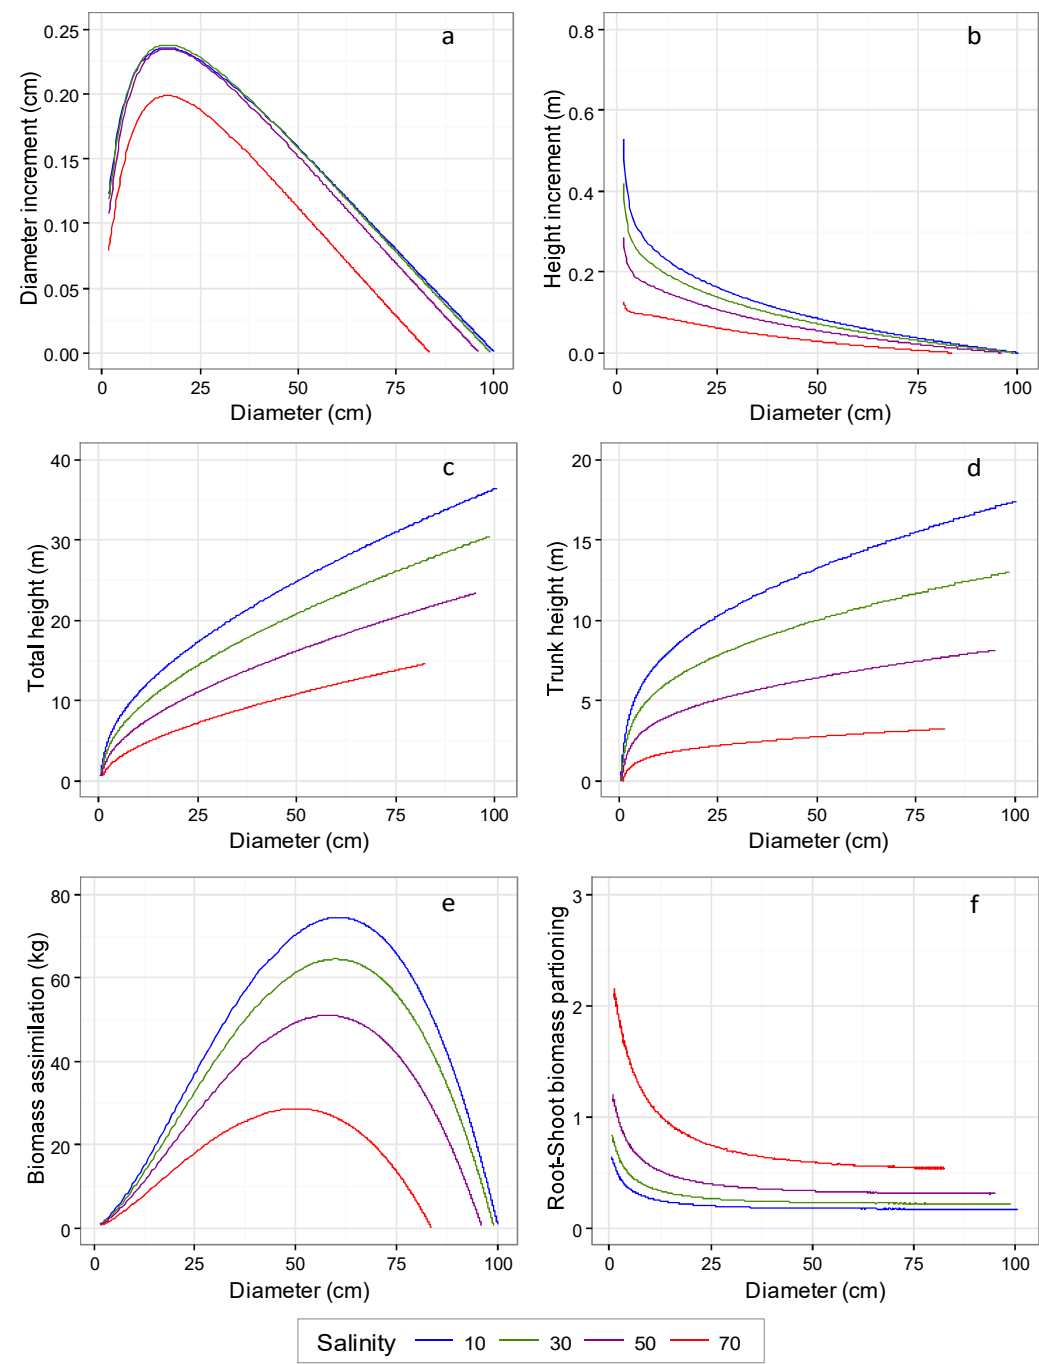 a
0.25
0.20
0.15
0.10
0.05
0.00
Diameter increment (cm)
0 25 50 75 100
Diameter (cm)
b
0.8
0.6
0.4
0.2
0.0
Height increment (m)
0 25 50 75 100
Diameter (cm)
c
40
30
20
10
0
Total height (m)
0 25 50 75 100
Diameter (cm)
d
20
15
10
5
0
Trunk height (m)
0 25 50 75 100
Diameter (cm)
e
80
60
40
20
0
Biomass assimilation (kg)
0 25 50 75 100
Diameter (cm)
f
3
2
1
0
Root-Shoot biomass partioning
0 25 50 75 100
Diameter (cm)
Salinity 10 30 50 70